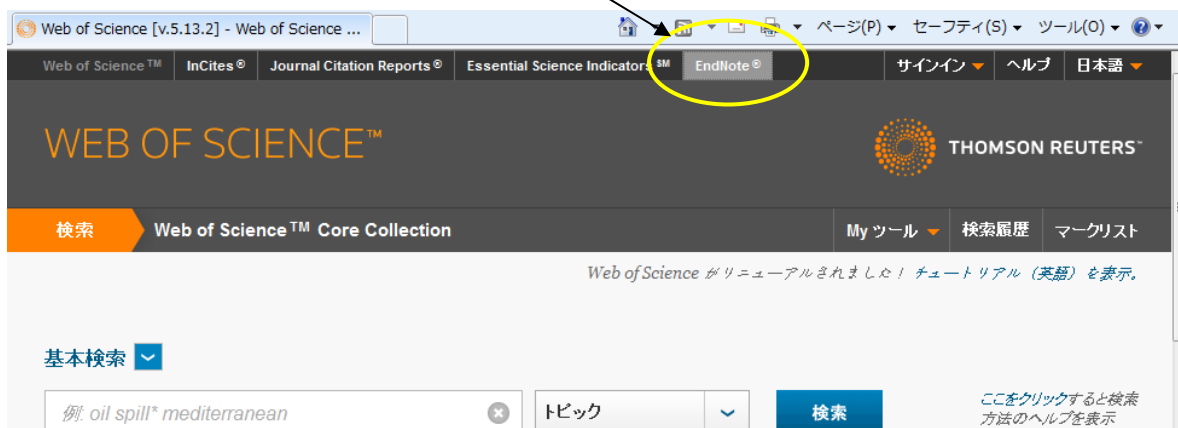 Web of Science [v.5.13.2] - Web of Science ...
ページ(P) セーフティ(S) ツール(O)
Web of Science™ InCites® Journal Citation Reports® Essential Science Indicators℠ EndNote® サインイン ヘルプ 日本語
WEB OF SCIENCE™
THOMSON REUTERS™
検索 Web of Science™ Core Collection My ツール 検索履歴 マークリスト
Web of Science がリニューアルされました! チュートリアル (英語) を表示。
基本検索
例: oil spill* mediterranean トピック 検索
ここをクリックすると検索
方法のヘルプを表示